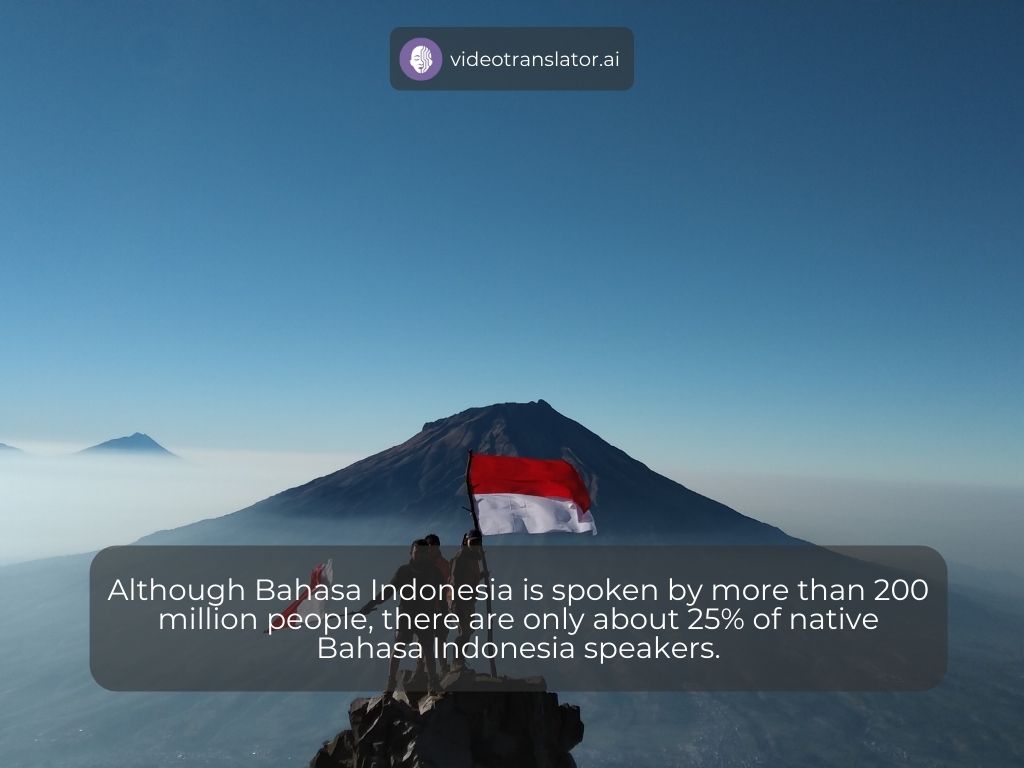 videotranslator.ai
Although Bahasa Indonesia is spoken by more than 200
million people, there are only about 25% of native
Bahasa Indonesia speakers.